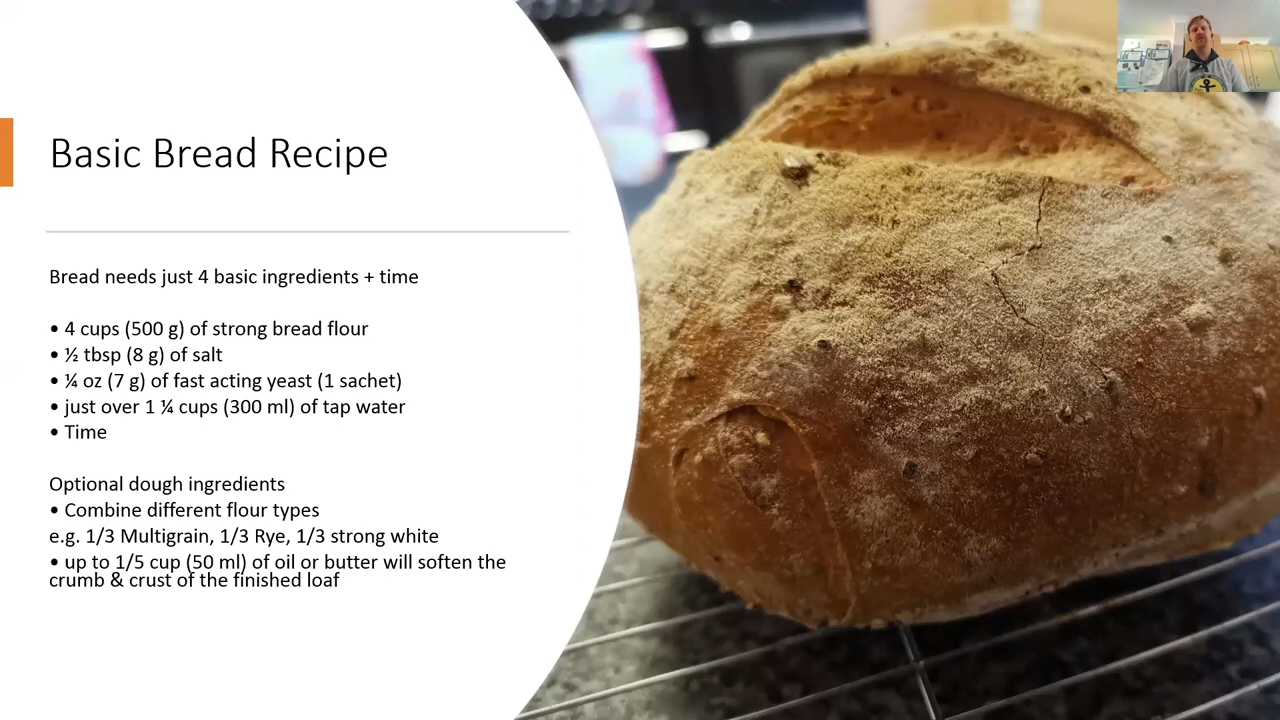 Basic Bread Recipe
Bread needs just 4 basic ingredients + time
• 4 cups (500 g) of strong bread flour
• ½ tbsp (8 g) of salt
• ¼ oz (7 g) of fast acting yeast (1 sachet)
• just over 1 ¼ cups (300 ml) of tap water
• Time
Optional dough ingredients
• Combine different flour types
e.g. 1/3 Multigrain, 1/3 Rye, 1/3 strong white
• up to 1/5 cup (50 ml) of oil or butter will soften the
crumb & crust of the finished loaf